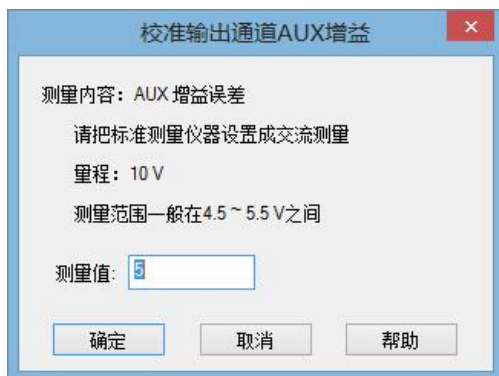 校准输出通道AUX增益
测量内容：AUX 增益误差
请把标准测量仪器设置成交流测量
量程：10 V
测量范围一般在4.5 ~ 5.5 V之间
测量值: 5
确定 取消 帮助